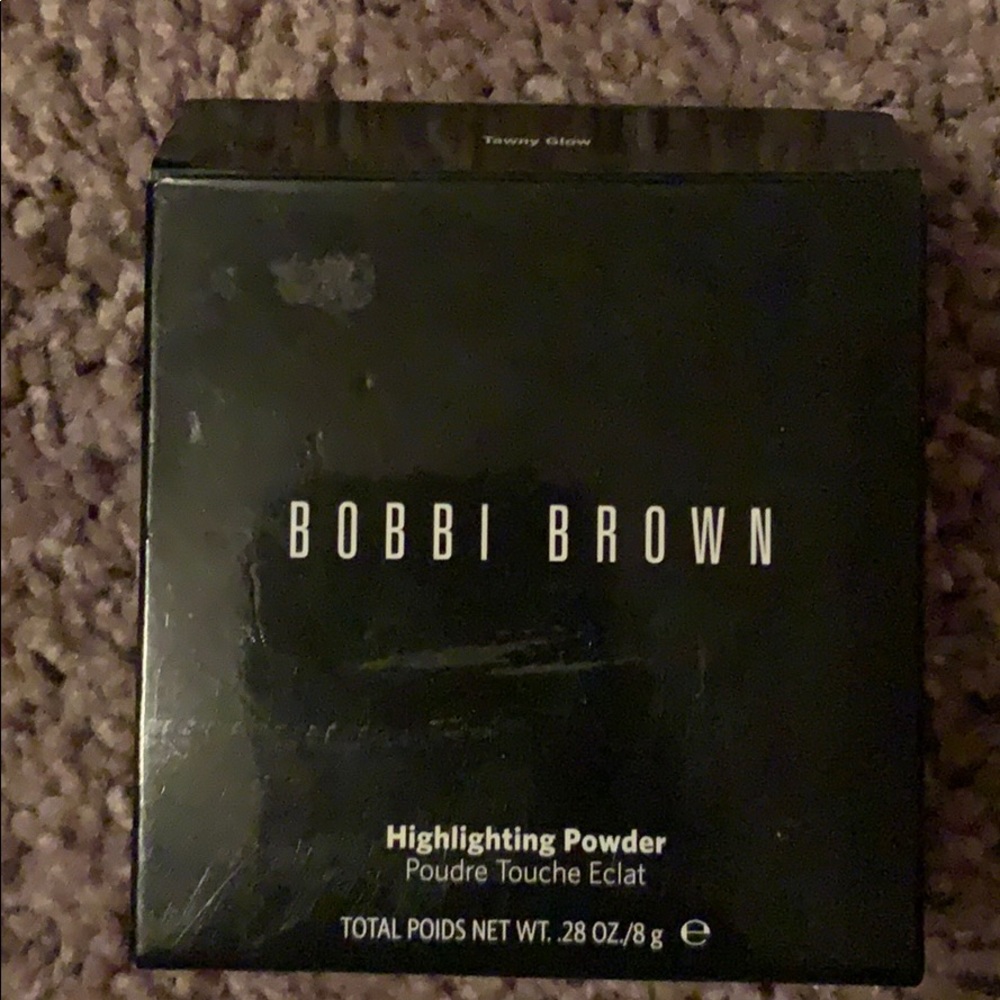 Tawny Glow
BOBBI BROWN
Highlighting Powder
Poudre Touche Eclat
TOTAL POIDS NET WT. .28 OZ./8 g ℮